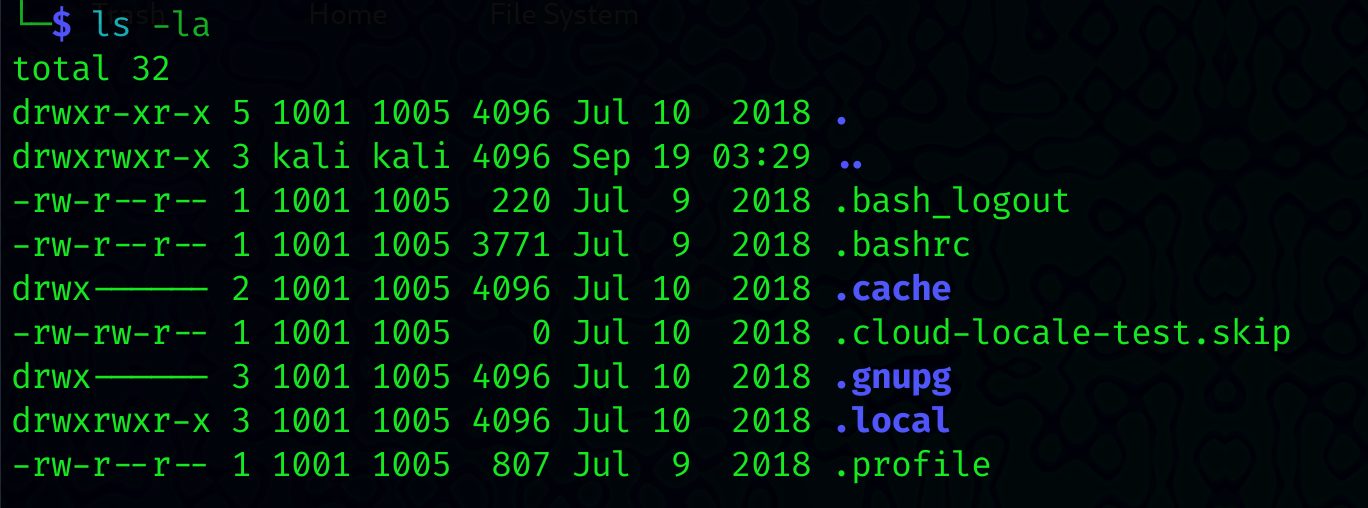 Trash Home File System
└─$ ls -la
total 32
drwxr-xr-x 5 1001 1005 4096 Jul 10  2018 .
drwxrwxr-x 3 kali kali 4096 Sep 19 03:29 ..
-rw-r--r-- 1 1001 1005  220 Jul  9  2018 .bash_logout
-rw-r--r-- 1 1001 1005 3771 Jul  9  2018 .bashrc
drwx------ 2 1001 1005 4096 Jul 10  2018 .cache
-rw-rw-r-- 1 1001 1005    0 Jul 10  2018 .cloud-locale-test.skip
drwx------ 3 1001 1005 4096 Jul 10  2018 .gnupg
drwxrwxr-x 3 1001 1005 4096 Jul 10  2018 .local
-rw-r--r-- 1 1001 1005  807 Jul  9  2018 .profile